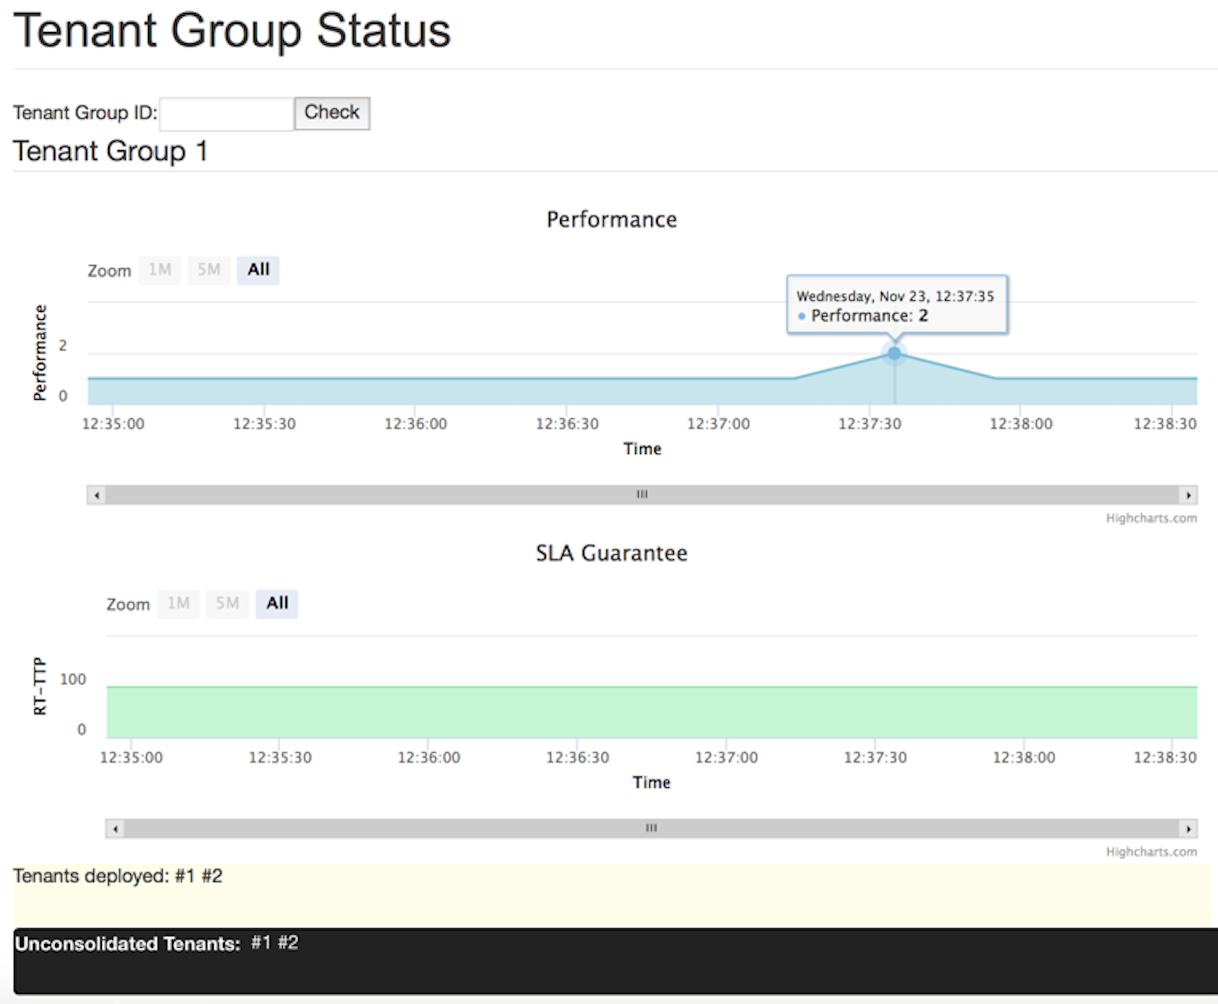 Tenant Group Status
Tenant Group ID: Check
Tenant Group 1
Performance
Zoom 1M 5M All
Wednesday, Nov 23, 12:37:35
Performance: 2
Performance
2
0
12:35:00 12:35:30 12:36:00 12:36:30 12:37:00 12:37:30 12:38:00 12:38:30
Time
Highcharts.com
SLA Guarantee
Zoom 1M 5M All
RT-TTP
100
0
12:35:00 12:35:30 12:36:00 12:36:30 12:37:00 12:37:30 12:38:00 12:38:30
Time
Highcharts.com
Tenants deployed: #1 #2
Unconsolidated Tenants: #1 #2